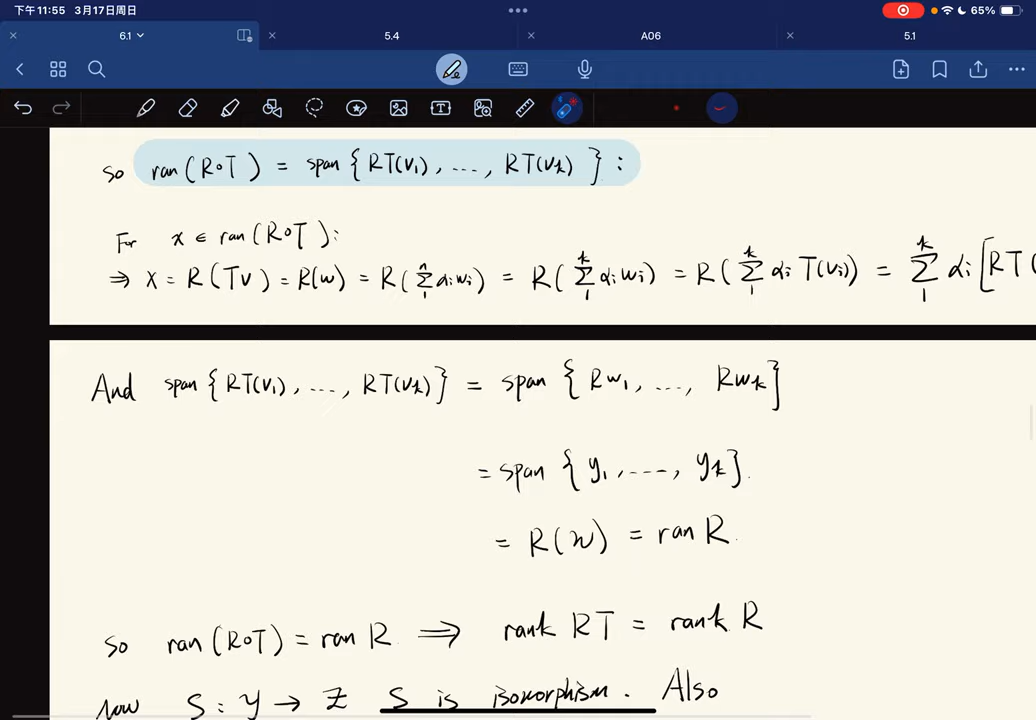 下午11:55 3月17日周日
65%
6.1
5.4
A06
5.1
So ran(R∘T) = span{RT(v₁), ..., RT(vₖ)}:
For x ∈ ran(R∘T):
⇒ x = R(Tv) = R(w) = R(∑₁ⁿ αᵢwᵢ) = R(∑₁ᵏ αᵢwᵢ) = R(∑₁ᵏ αᵢT(vᵢ)) = ∑₁ᵏ αᵢ[RT(
And span{RT(v₁), ..., RT(vₖ)} = span{Rw₁, ..., Rwₖ}
= span{y₁, ...., yₖ}.
= R(W) = ran R.
So ran(R∘T) = ran R. ⇒ rank RT = rank R
now S: Y → Z S is isomorphism. Also